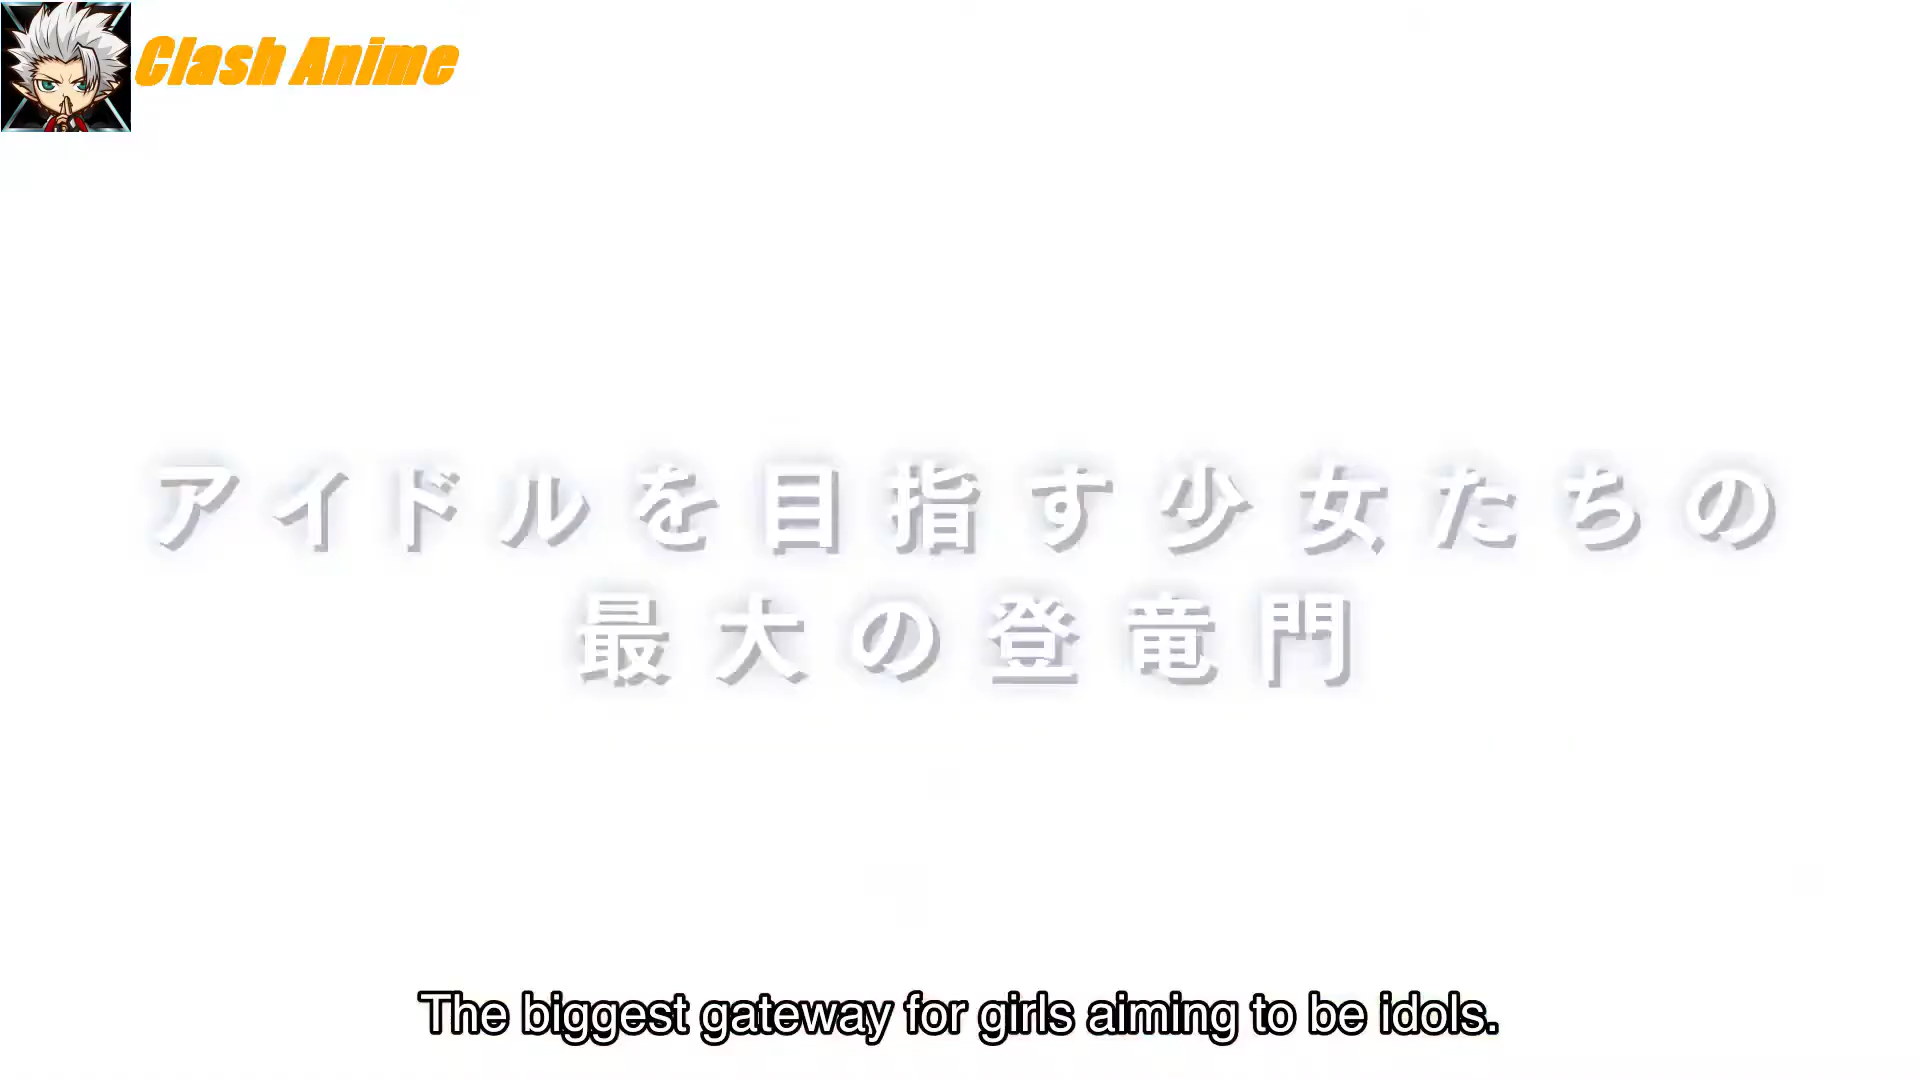 Clash Anime
アイドルを目指す少女たちの
最大の登竜門
The biggest gateway for girls aiming to be idols.